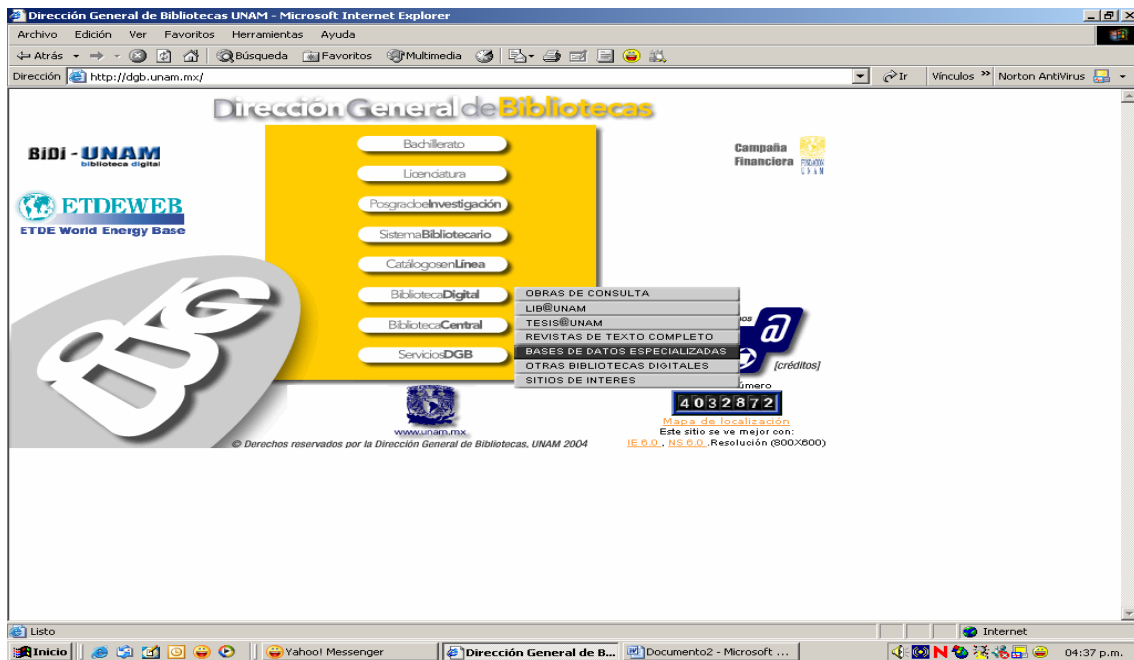 Dirección General de Bibliotecas UNAM - Microsoft Internet Explorer
Archivo Edición Ver Favoritos Herramientas Ayuda
Atrás Búsqueda Favoritos Multimedia
Dirección http://dgb.unam.mx/ Ir Vínculos » Norton AntiVirus
Dirección General de Bibliotecas
BiDi - UNAM
biblioteca digital
ETDEWEB
ETDE World Energy Base
Bachillerato
Licenciatura
PosgradoeInvestigación
SistemaBibliotecario
CatálogosenLínea
BibliotecaDigital
BibliotecaCentral
ServiciosDGB
Campaña
Financiera
FUNDACIÓN
UNAM
OBRAS DE CONSULTA
LIB@UNAM
TESIS@UNAM
REVISTAS DE TEXTO COMPLETO
BASES DE DATOS ESPECIALIZADAS
OTRAS BIBLIOTECAS DIGITALES
SITIOS DE INTERES
DGB
nos
@
[créditos]
úmero
4032872
Mapa de localización
Este sitio se ve mejor con:
IE 6.0 , NS 6.0 ,Resolución (800X600)
www.unam.mx
© Derechos reservados por la Dirección General de Bibliotecas, UNAM 2004
Listo Internet
Inicio Yahoo! Messenger Dirección General de B... Documento2 - Microsoft ... 04:37 p.m.